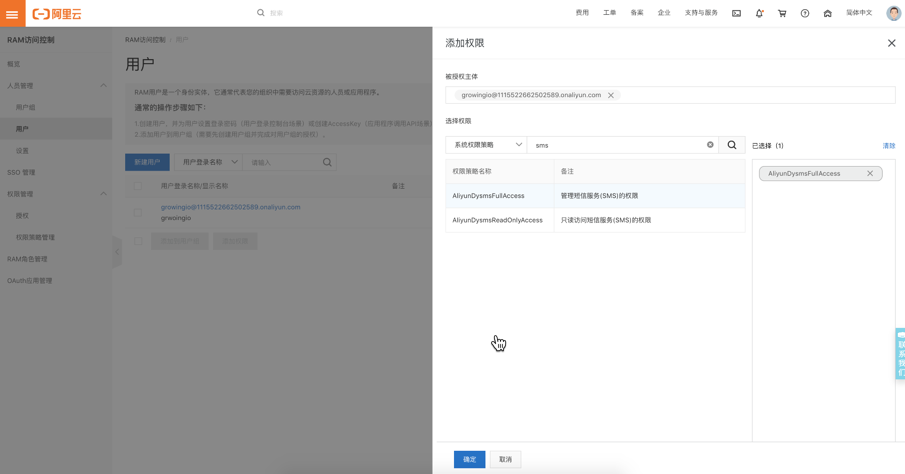 阿里云
搜索
费用
工单
备案
企业
支持与服务
简体中文
RAM访问控制
概览
人员管理
用户组
用户
设置
SSO 管理
权限管理
授权
权限策略管理
RAM角色管理
OAuth应用管理
RAM访问控制 / 用户
用户
RAM用户是一个身份实体，它通常代表您的组织中需要访问云资源的人员或应用程序。
通常的操作步骤如下：
1.创建用户，并为用户设置登录密码（用户登录控制台场景）或创建AccessKey（应用程序调用API场景）
2.添加用户到用户组（需要先创建用户组并完成对用户组的授权）。
新建用户
用户登录名称
请输入
用户登录名称/显示名称
备注
growingio@1115522662502589.onaliyun.com
grwoingio
添加到用户组
添加权限
添加权限
被授权主体
growingio@1115522662502589.onaliyun.com
选择权限
系统权限策略
sms
已选择（1）
清除
权限策略名称
备注
AliyunDysmsFullAccess
管理短信服务(SMS)的权限
AliyunDysmsReadOnlyAccess
只读访问短信服务(SMS)的权限
AliyunDysmsFullAccess
确定
取消
联系我们